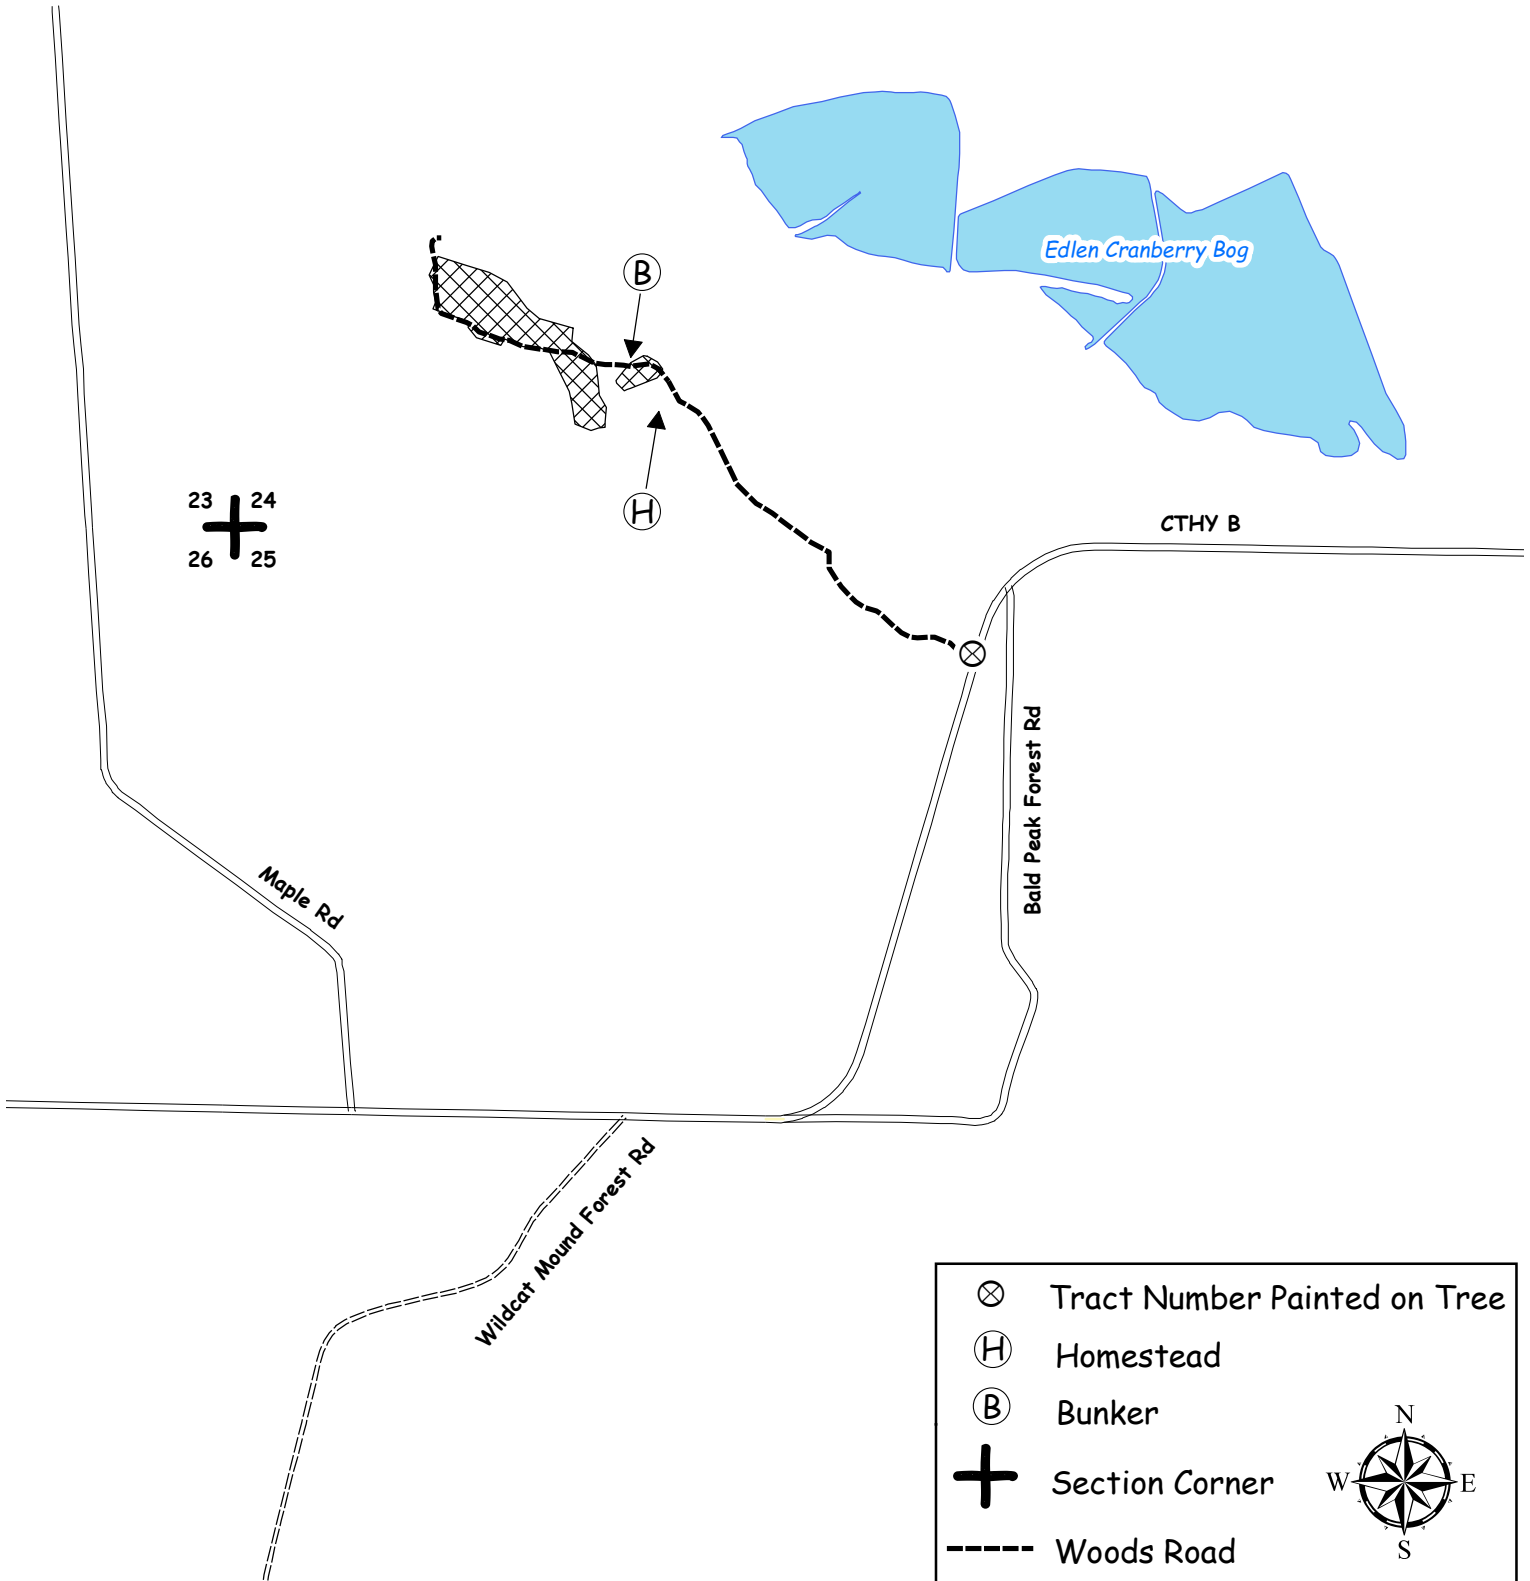 B
Edlen Cranberry Bog
23 24
H
CTHY B
26 25
Bald Peak Forest Rd
Maple Rd
Wildcat Mound Forest Rd
Tract Number Painted on Tree
H Homestead
B Bunker
Section Corner
Woods Road
N
W E
S